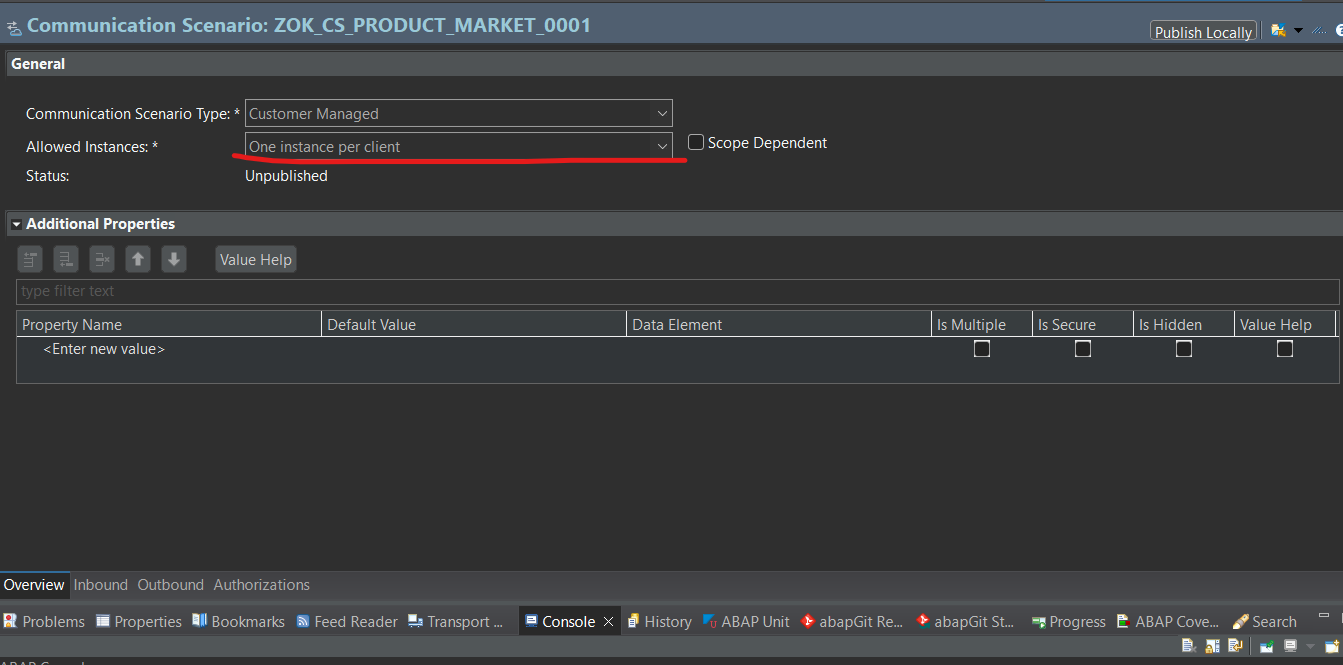 Communication Scenario: ZOK_CS_PRODUCT_MARKET_0001
Publish Locally
General
Communication Scenario Type: * Customer Managed
Allowed Instances: * One instance per client Scope Dependent
Status: Unpublished
Additional Properties
Value Help
type filter text
Property Name Default Value Data Element Is Multiple Is Secure Is Hidden Value Help
<Enter new value>
Overview Inbound Outbound Authorizations
Problems Properties Bookmarks Feed Reader Transport ... Console History ABAP Unit abapGit Re... abapGit St... Progress ABAP Cove... Search